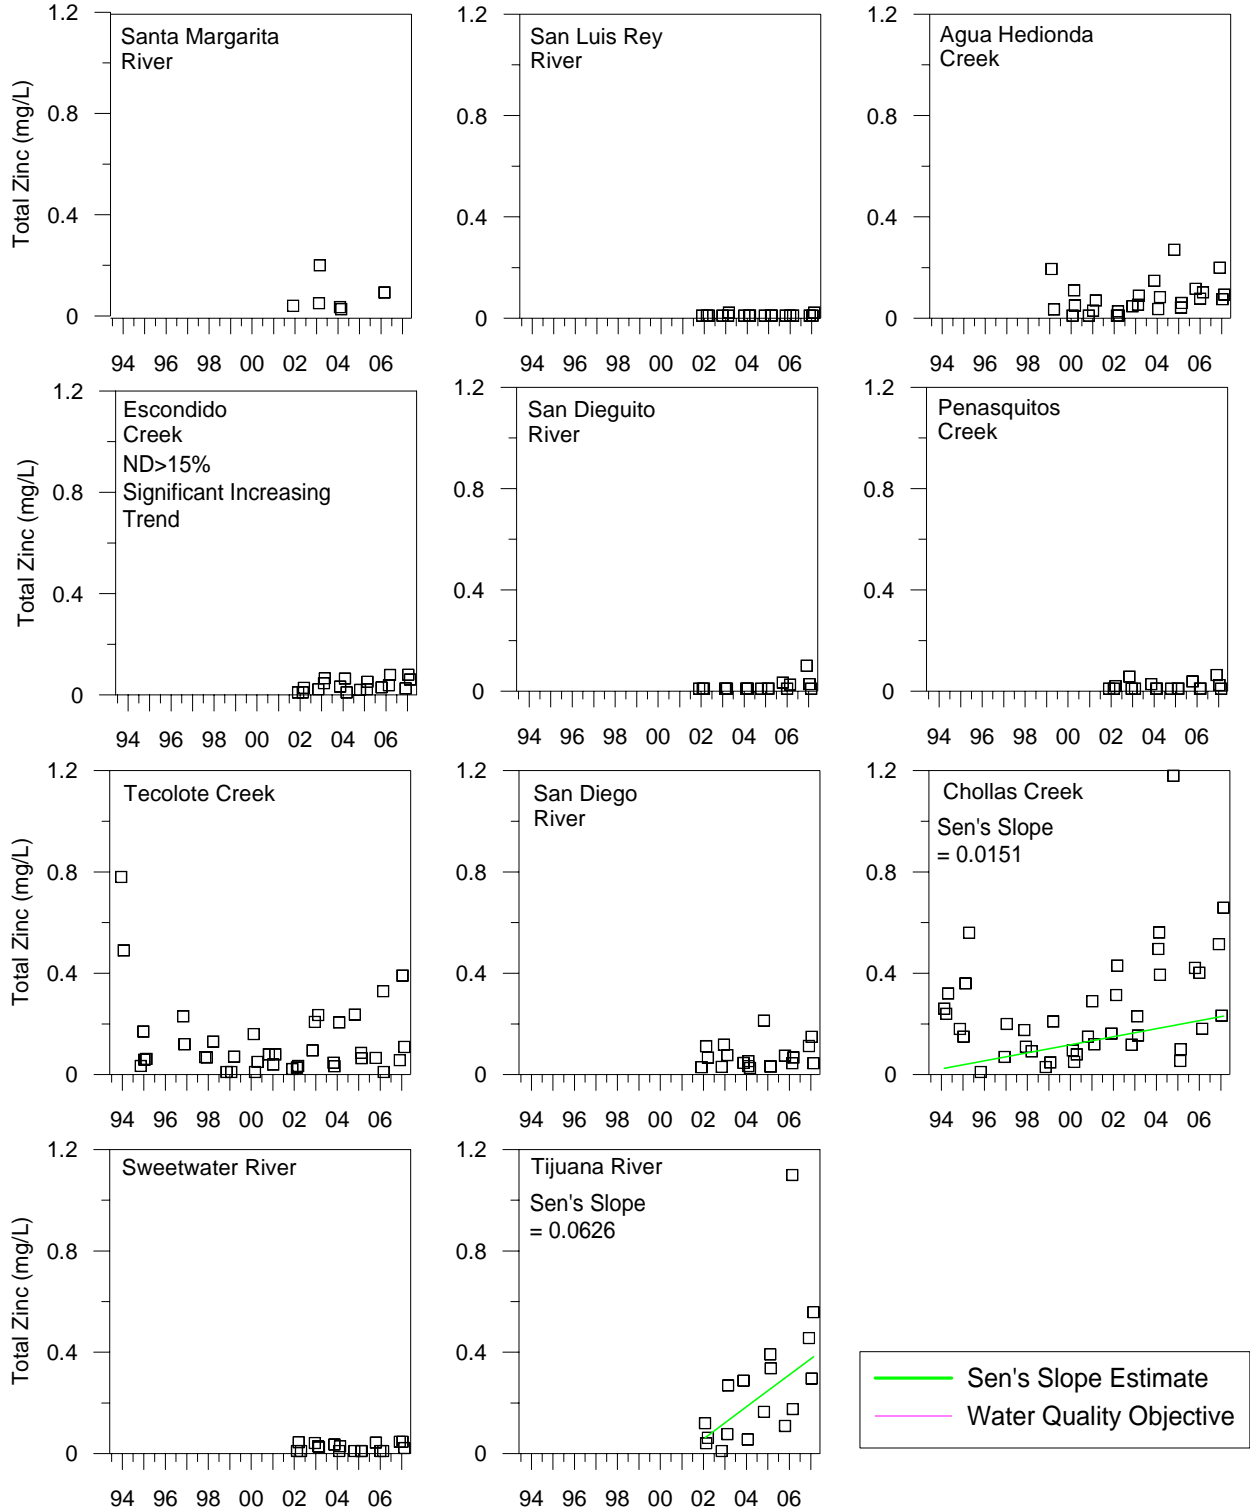 1.2
0.8
0.4
0
Total Zinc (mg/L)
Santa Margarita
River
94 96 98 00 02 04 06
1.2
0.8
0.4
0
San Luis Rey
River
94 96 98 00 02 04 06
1.2
0.8
0.4
0
Agua Hedionda
Creek
94 96 98 00 02 04 06
1.2
0.8
0.4
0
Total Zinc (mg/L)
Escondido
Creek
ND>15%
Significant Increasing
Trend
94 96 98 00 02 04 06
1.2
0.8
0.4
0
San Dieguito
River
94 96 98 00 02 04 06
1.2
0.8
0.4
0
Penasquitos
Creek
94 96 98 00 02 04 06
1.2
0.8
0.4
0
Total Zinc (mg/L)
Tecolote Creek
94 96 98 00 02 04 06
1.2
0.8
0.4
0
San Diego
River
94 96 98 00 02 04 06
1.2
0.8
0.4
0
Chollas Creek
Sen's Slope
= 0.0151
94 96 98 00 02 04 06
1.2
0.8
0.4
0
Total Zinc (mg/L)
Sweetwater River
94 96 98 00 02 04 06
1.2
0.8
0.4
0
Tijuana River
Sen's Slope
= 0.0626
94 96 98 00 02 04 06
Sen's Slope Estimate
Water Quality Objective